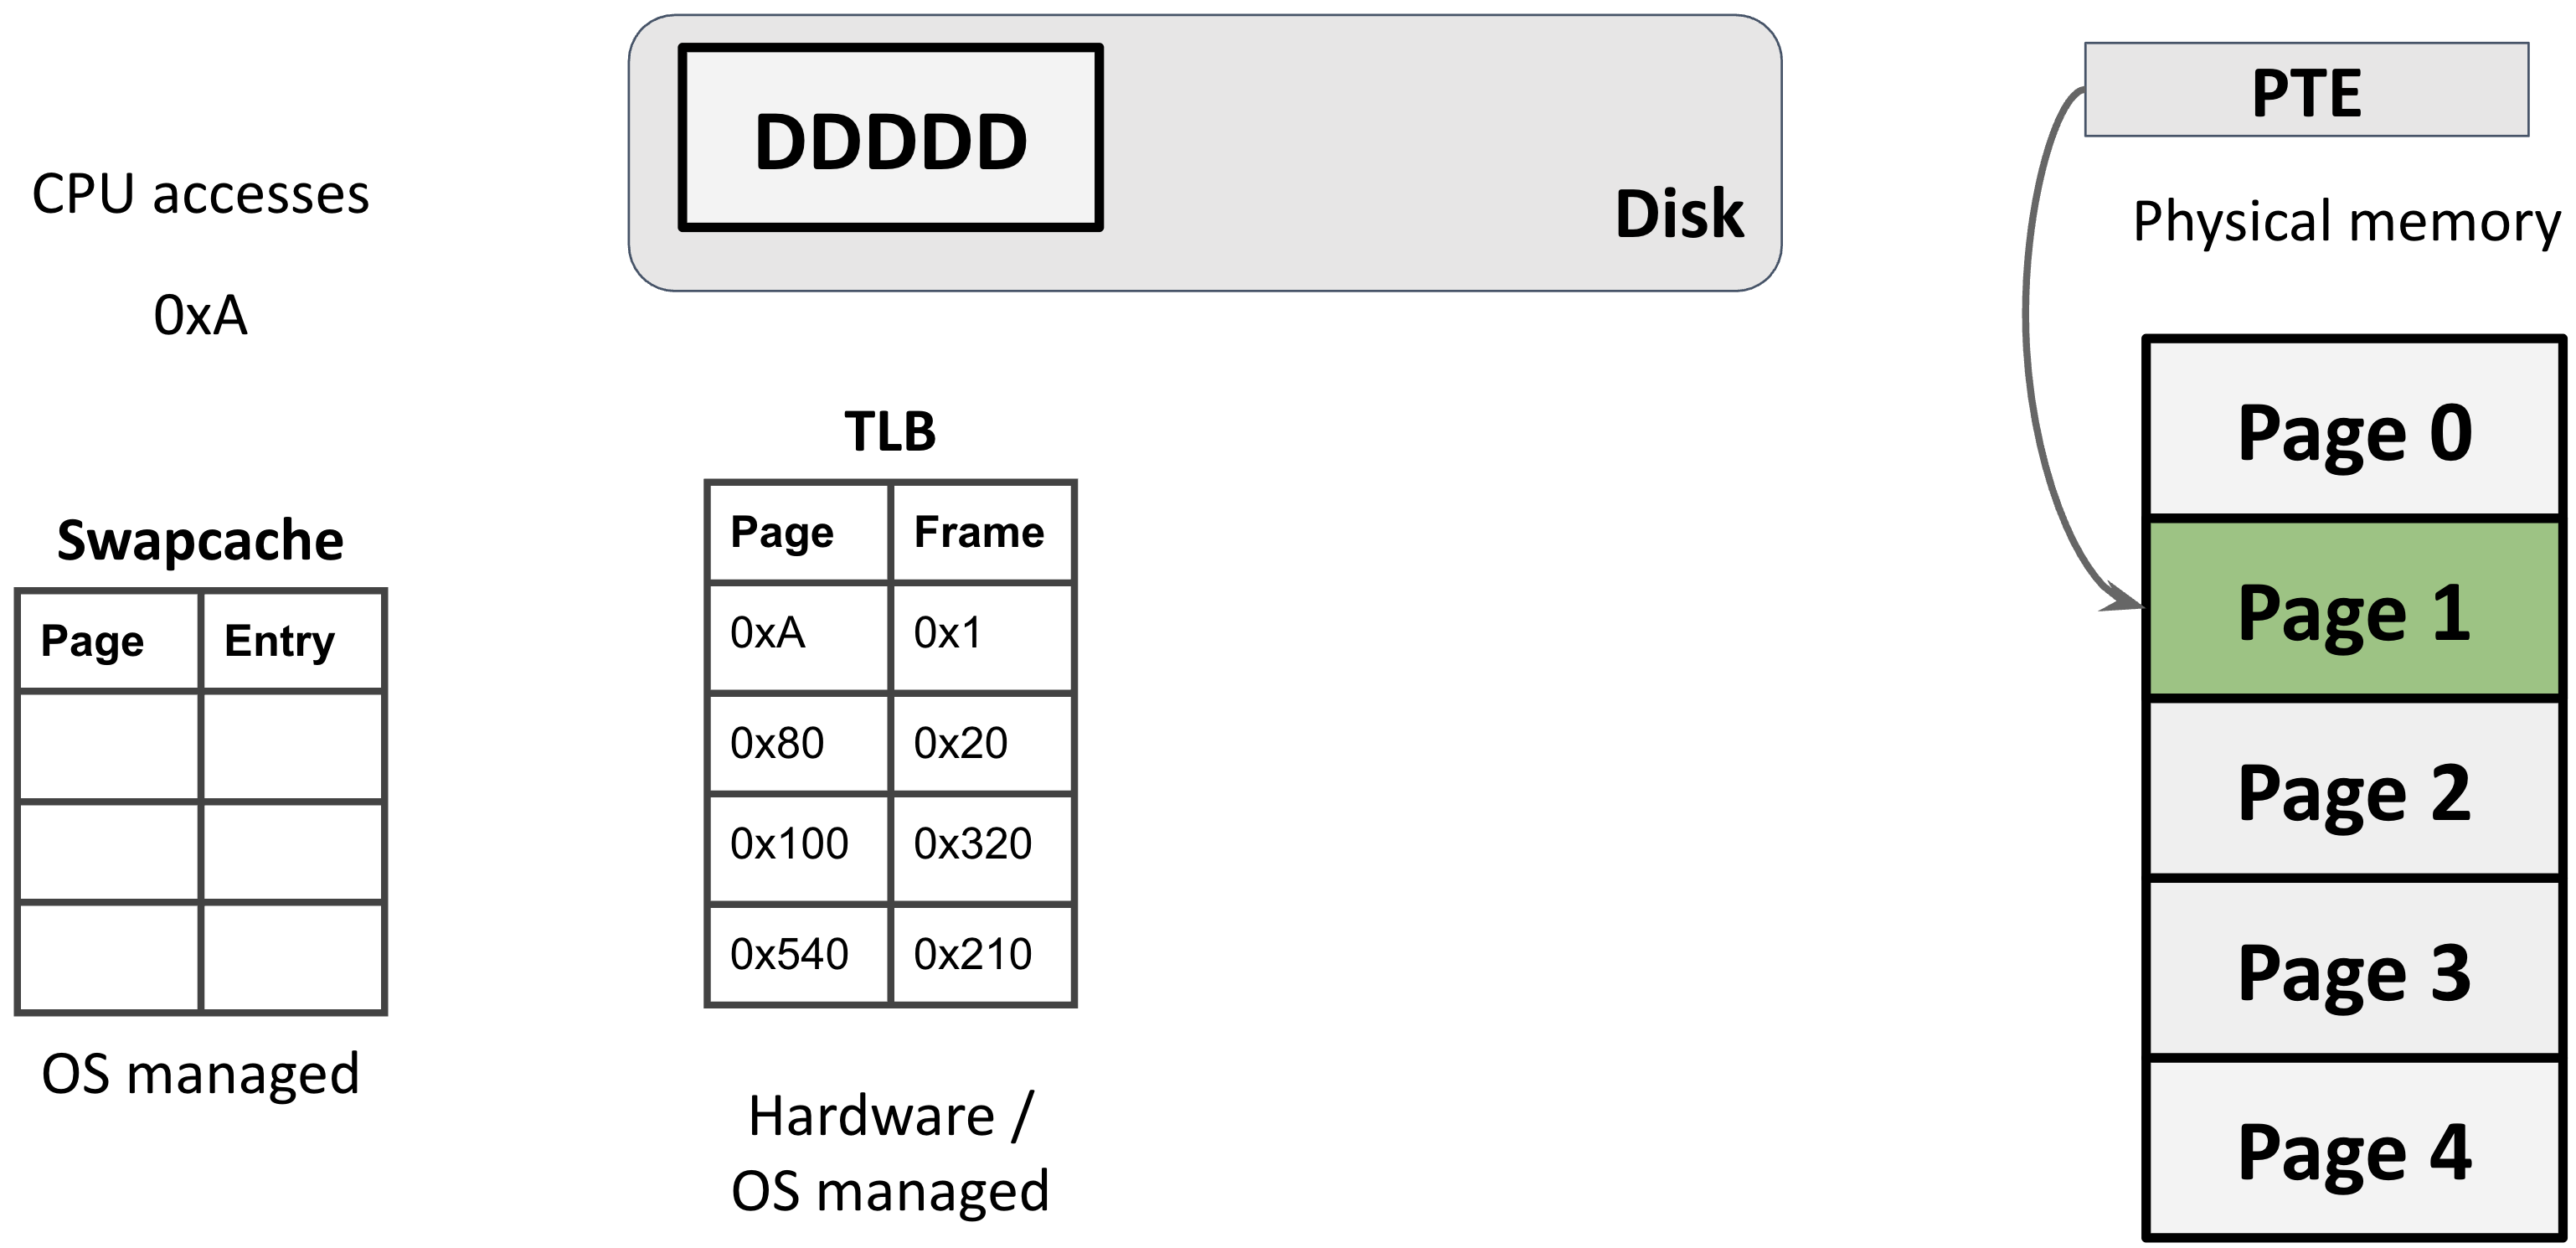 CPU accesses
0xA
DDDDD
Disk
PTE
Physical memory
Swapcache
Page Entry
OS managed
TLB
Page Frame
0xA 0x1
0x80 0x20
0x100 0x320
0x540 0x210
Hardware /
OS managed
Page 0
Page 1
Page 2
Page 3
Page 4